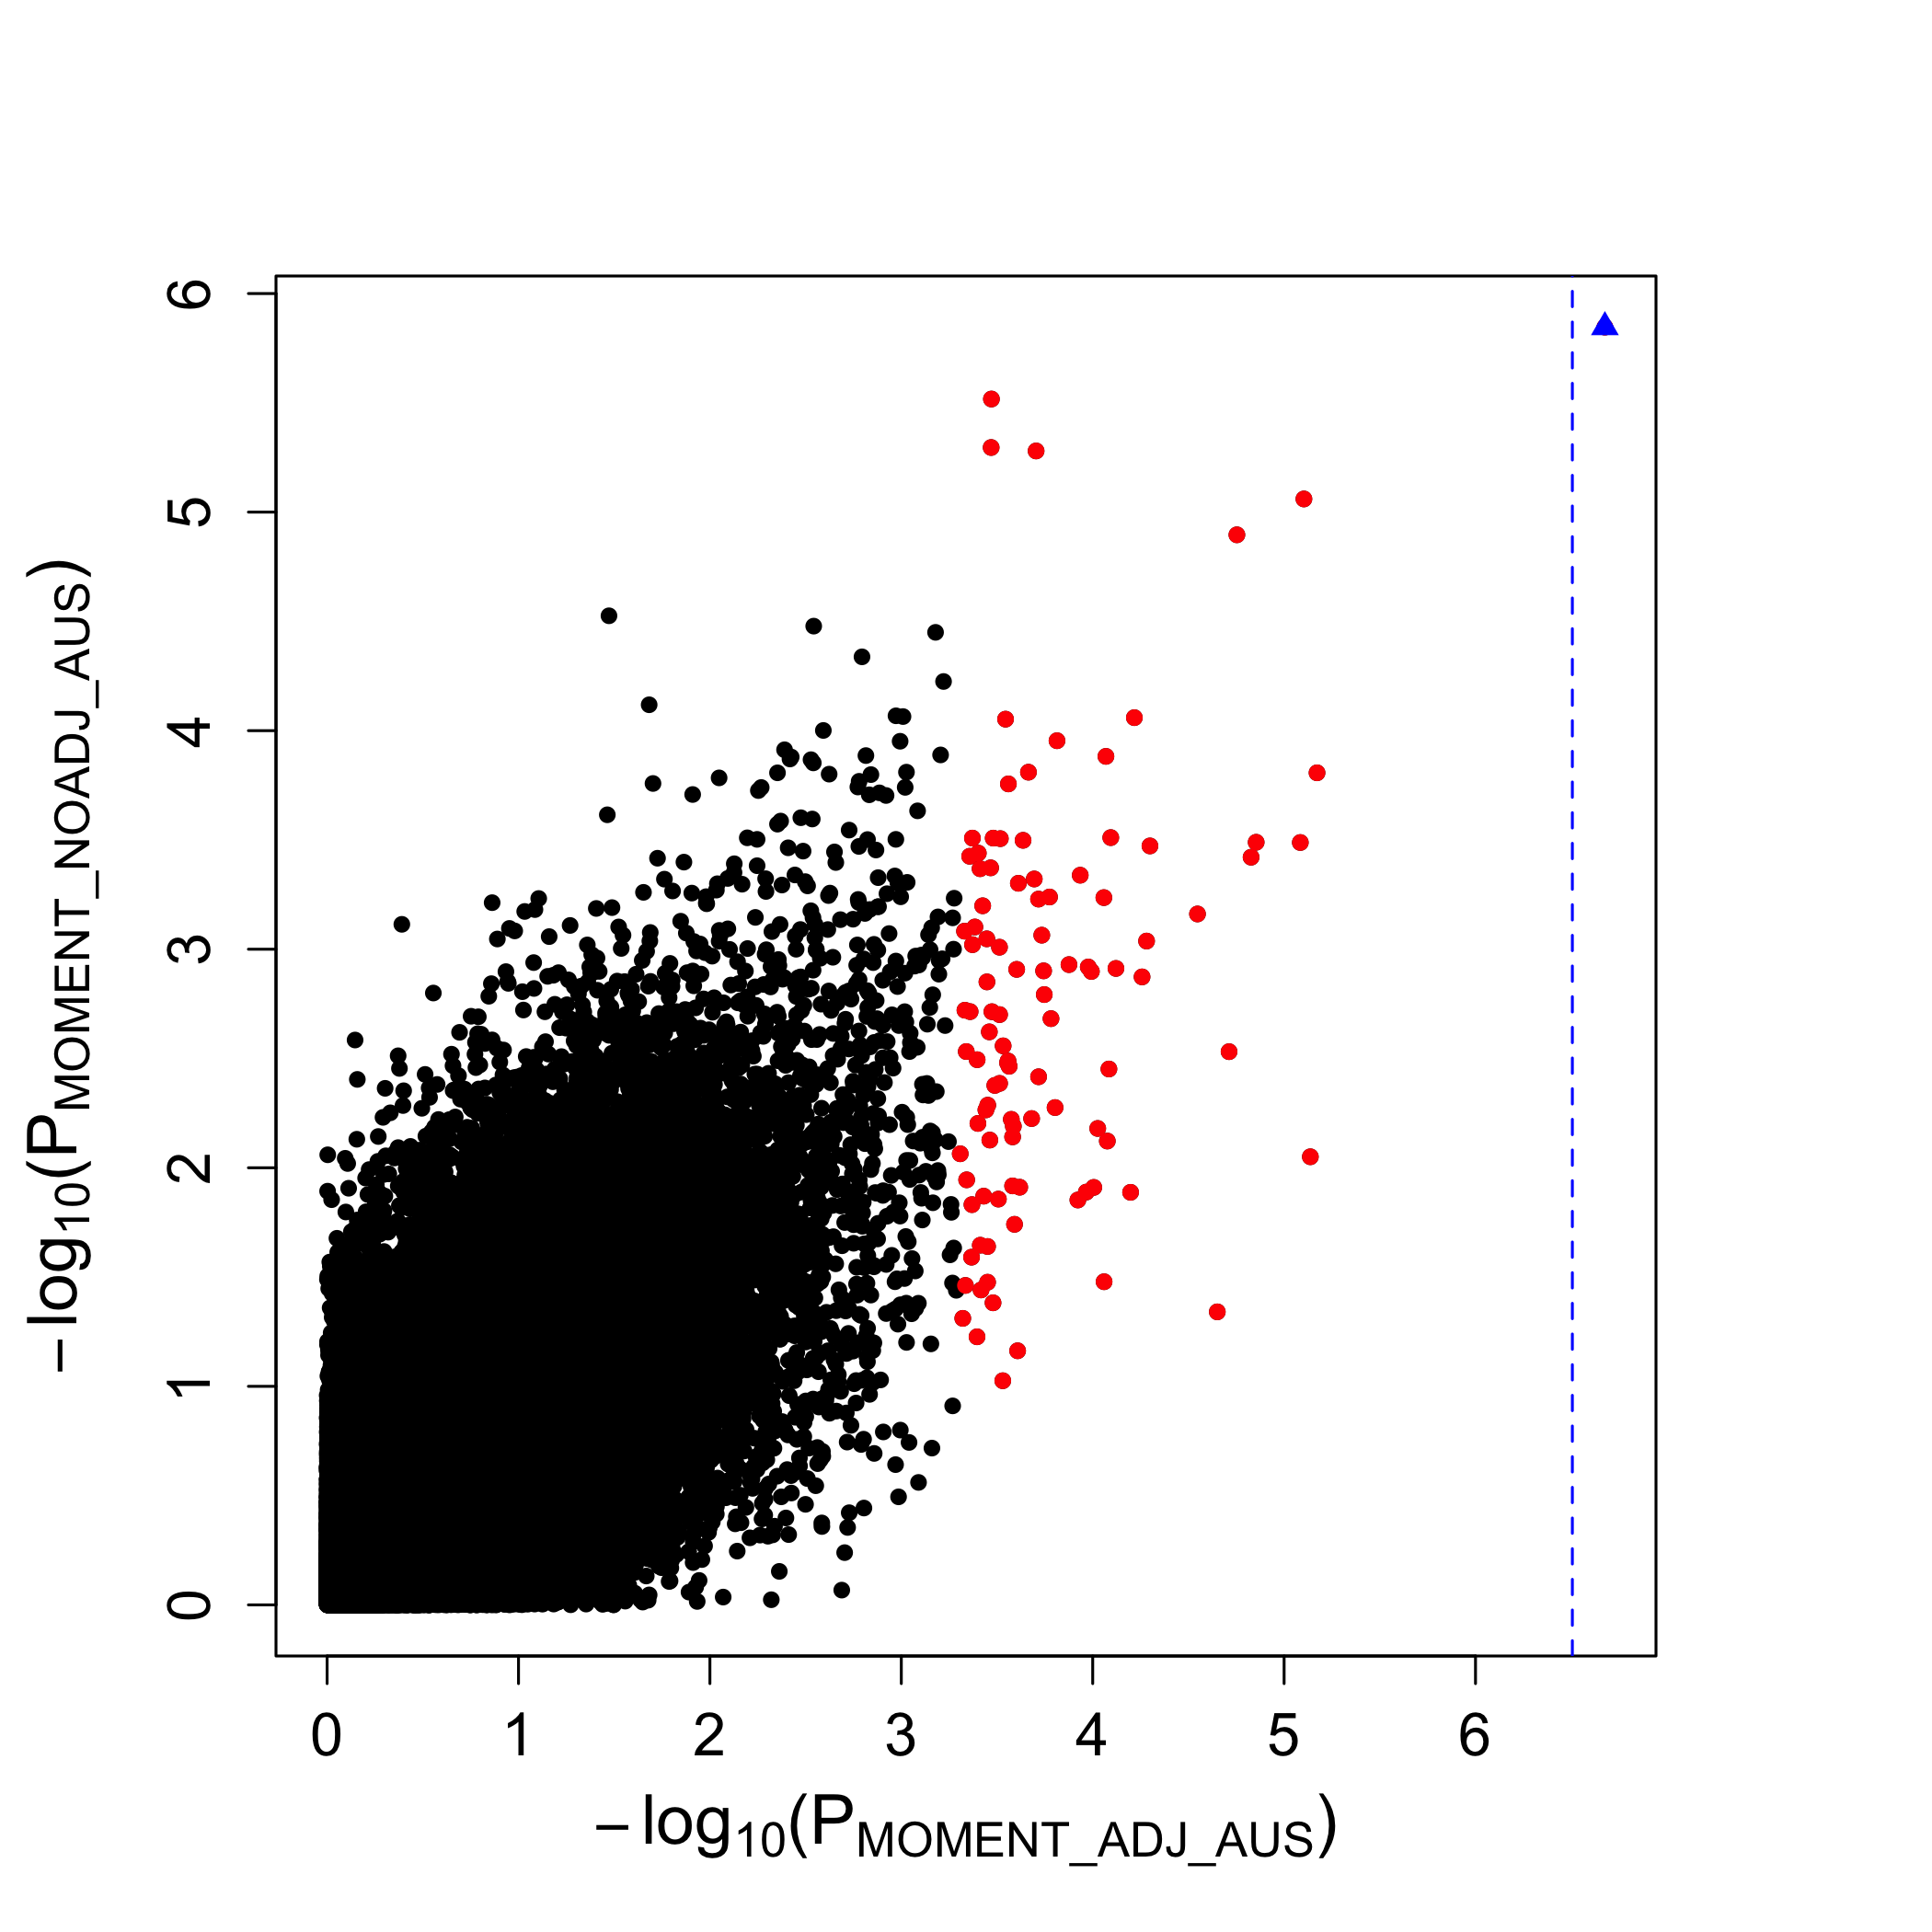 6
5
4
3
2
1
0
−log10(PMOMENT_NOADJ_AUS)
0 1 2 3 4 5 6
−log10(PMOMENT_ADJ_AUS)